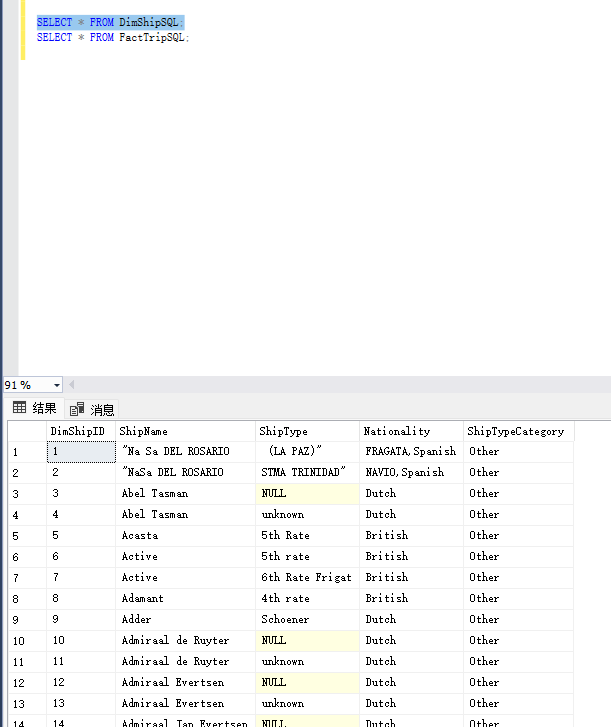 SELECT * FROM DimShipSQL;
SELECT * FROM FactTripSQL;
91 %
结果 消息
DimShipID ShipName ShipType Nationality ShipTypeCategory
1 1 "Na Sa DEL ROSARIO (LA PAZ)" FRAGATA,Spanish Other
2 2 "NaSa DEL ROSARIO STMA TRINIDAD" NAVIO,Spanish Other
3 3 Abel Tasman NULL Dutch Other
4 4 Abel Tasman unknown Dutch Other
5 5 Acasta 5th Rate British Other
6 6 Active 5th rate British Other
7 7 Active 6th Rate Frigat British Other
8 8 Adamant 4th rate British Other
9 9 Adder Schoener Dutch Other
10 10 Admiraal de Ruyter NULL Dutch Other
11 11 Admiraal de Ruyter unknown Dutch Other
12 12 Admiraal Evertsen NULL Dutch Other
13 13 Admiraal Evertsen unknown Dutch Other
14 14 Admiraal Jan Evertsen NULL Dutch Other